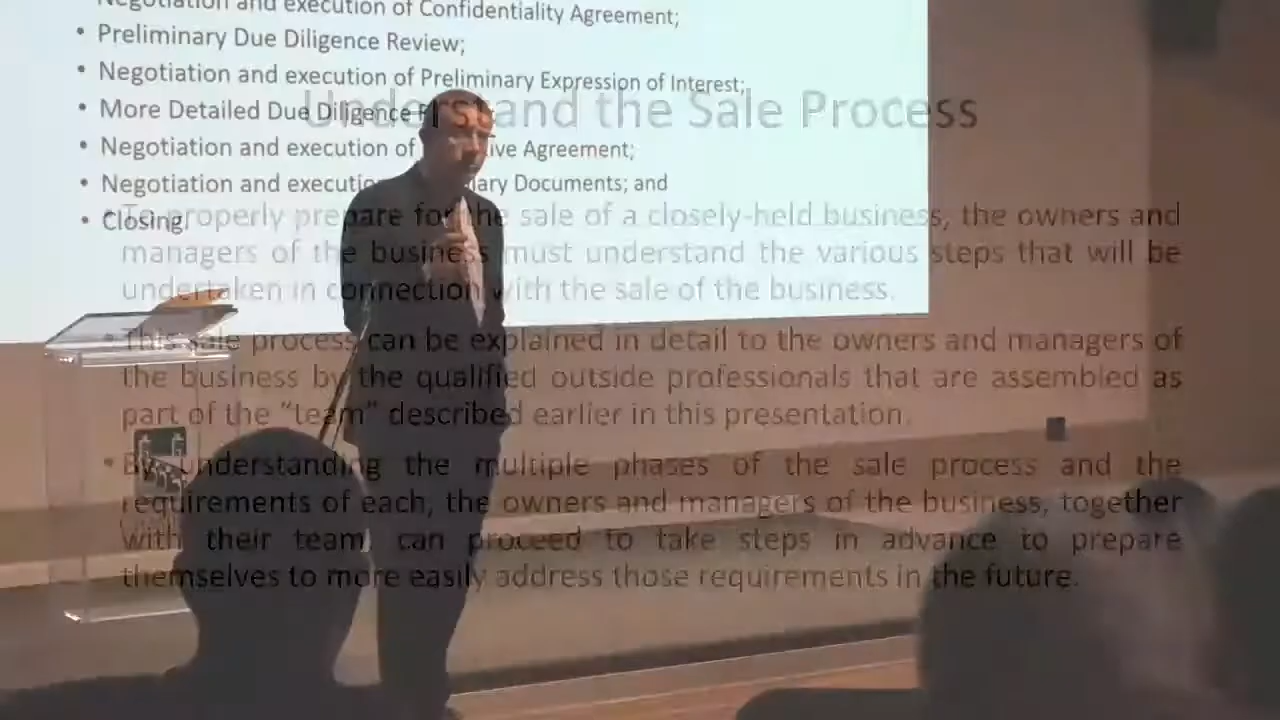 Negotiation and execution of Confidentiality Agreement;
• Preliminary Due Diligence Review;
• Negotiation and execution of Preliminary Expression of Interest;
• More Detailed Due Diligence
• Negotiation and execution of ive Agreement;
• Negotiation and execution lary Documents; and
• Closing.
Understand the Sale Process
• To properly prepare for the sale of a closely-held business, the owners and
managers of the business must understand the various steps that will be
undertaken in connection with the sale of the business.
• This sale process can be explained in detail to the owners and managers of
the business by the qualified outside professionals that are assembled as
part of the “team” described earlier in this presentation.
• By understanding the multiple phases of the sale process and the
requirements of each, the owners and managers of the business, together
with their team, can proceed to take steps in advance to prepare
themselves to more easily address those requirements in the future.